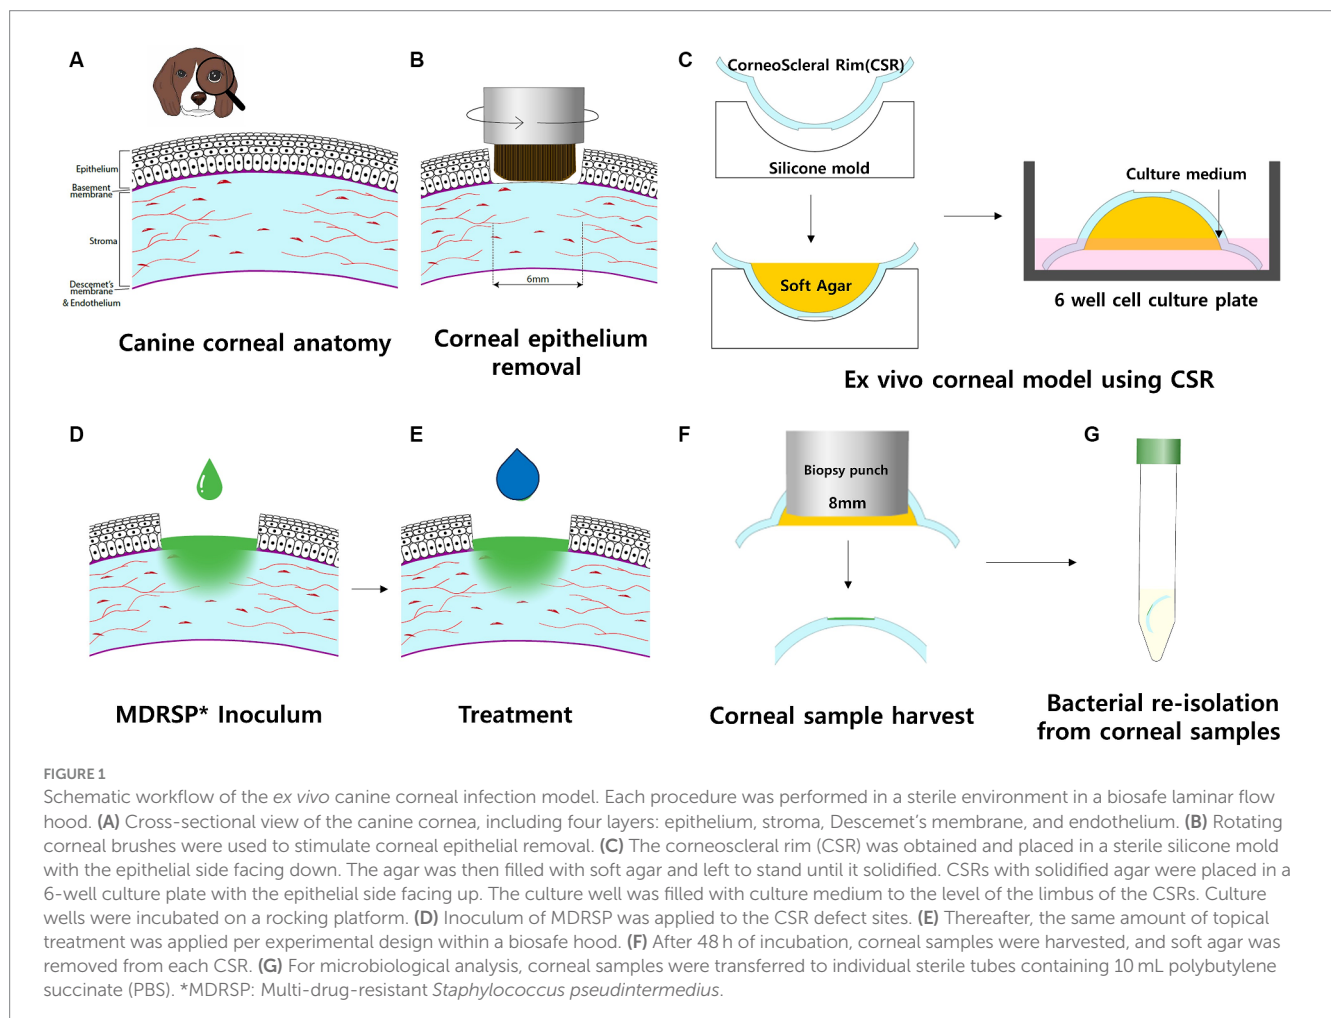 A
Epithelium
Basement
membrane
Stroma
Descemet's
membrane
& Endothelium
Canine corneal anatomy
B
6mm
Corneal epithelium
removal
C
CorneoScleral Rim(CSR)
Silicone mold
Soft Agar
Culture medium
6 well cell culture plate
Ex vivo corneal model using CSR
D
MDRSP* Inoculum
E
Treatment
F
Biopsy punch
8mm
Corneal sample harvest
G
Bacterial re-isolation
from corneal samples
FIGURE 1
Schematic workflow of the ex vivo canine corneal infection model. Each procedure was performed in a sterile environment in a biosafe laminar flow
hood. (A) Cross-sectional view of the canine cornea, including four layers: epithelium, stroma, Descemet's membrane, and endothelium. (B) Rotating
corneal brushes were used to stimulate corneal epithelial removal. (C) The corneoscleral rim (CSR) was obtained and placed in a sterile silicone mold
with the epithelial side facing down. The agar was then filled with soft agar and left to stand until it solidified. CSRs with solidified agar were placed in a
6-well culture plate with the epithelial side facing up. The culture well was filled with culture medium to the level of the limbus of the CSRs. Culture
wells were incubated on a rocking platform. (D) Inoculum of MDRSP was applied to the CSR defect sites. (E) Thereafter, the same amount of topical
treatment was applied per experimental design within a biosafe hood. (F) After 48 h of incubation, corneal samples were harvested, and soft agar was
removed from each CSR. (G) For microbiological analysis, corneal samples were transferred to individual sterile tubes containing 10 mL polybutylene
succinate (PBS). *MDRSP: Multi-drug-resistant Staphylococcus pseudintermedius.